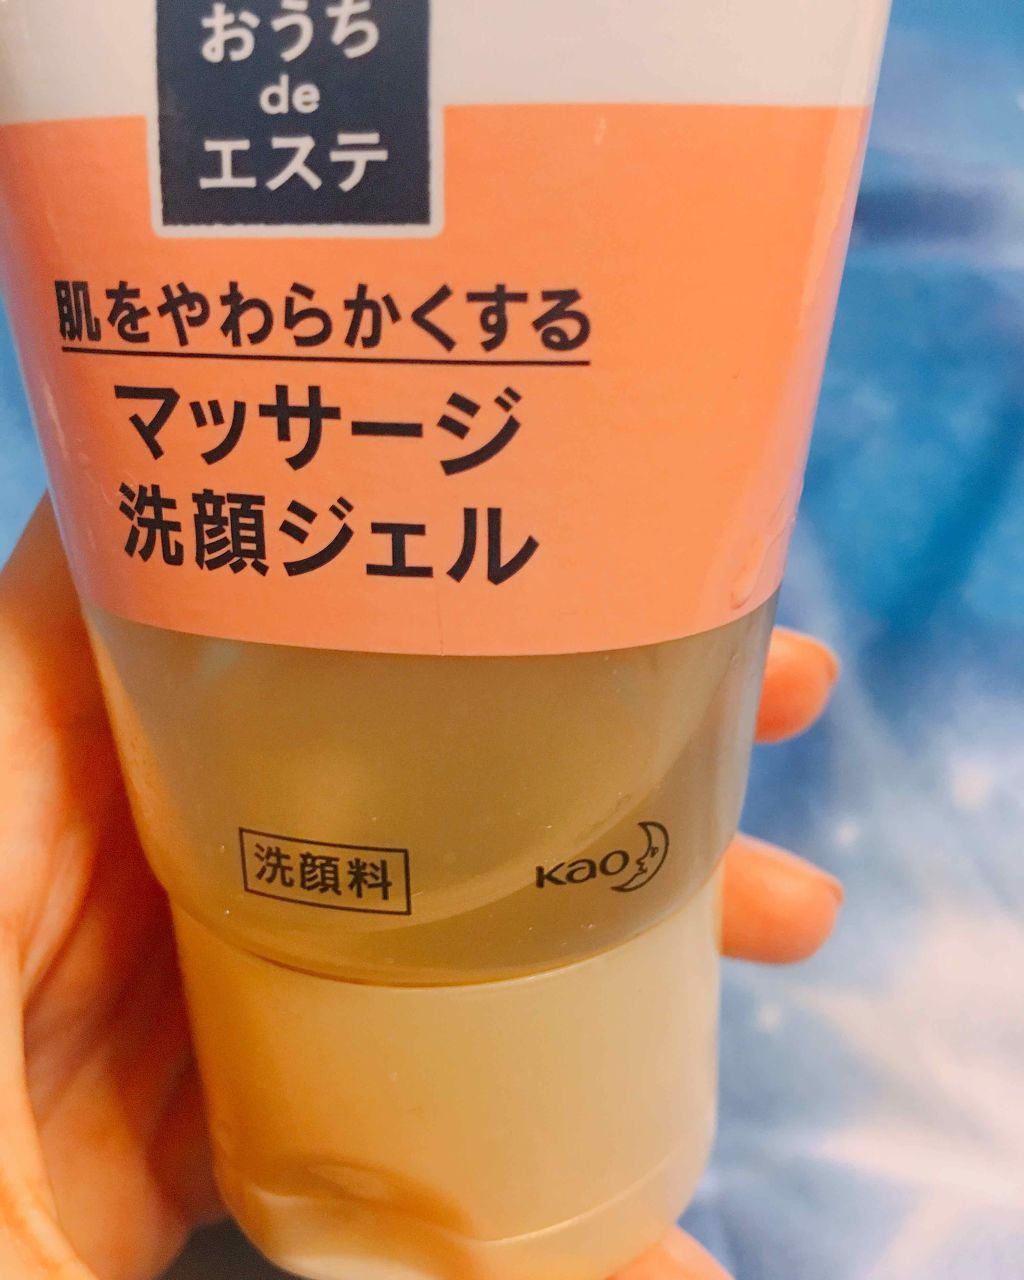 おうち
de
エステ
肌をやわらかくする
マッサージ
洗顔ジェル
洗顔料
Kao